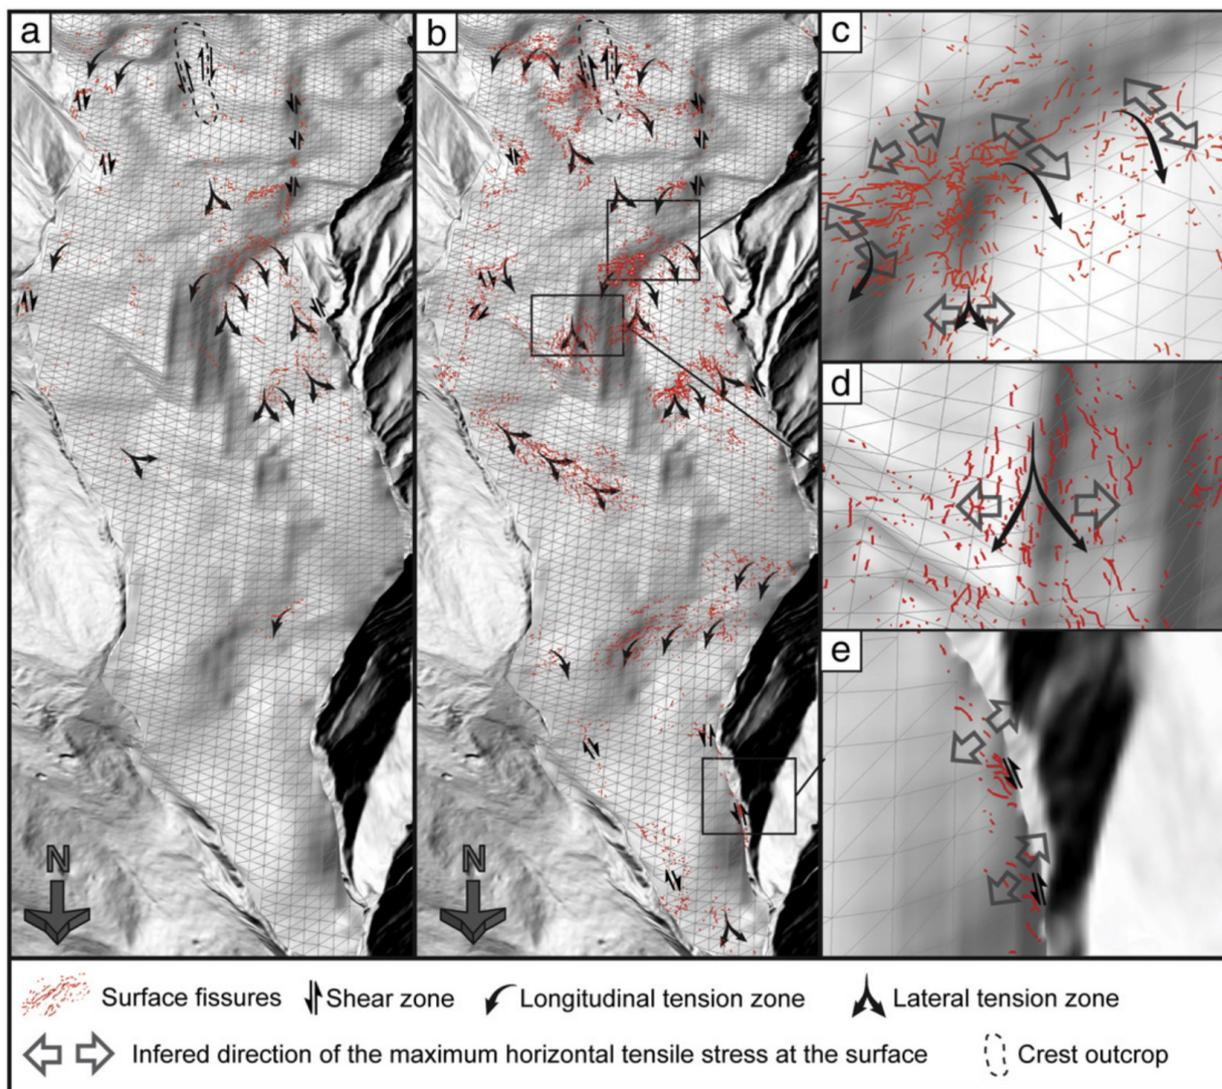 a
b
c
d
e
N
N
Surface fissures
Shear zone
Longitudinal tension zone
Lateral tension zone
Infered direction of the maximum horizontal tensile stress at the surface
Crest outcrop